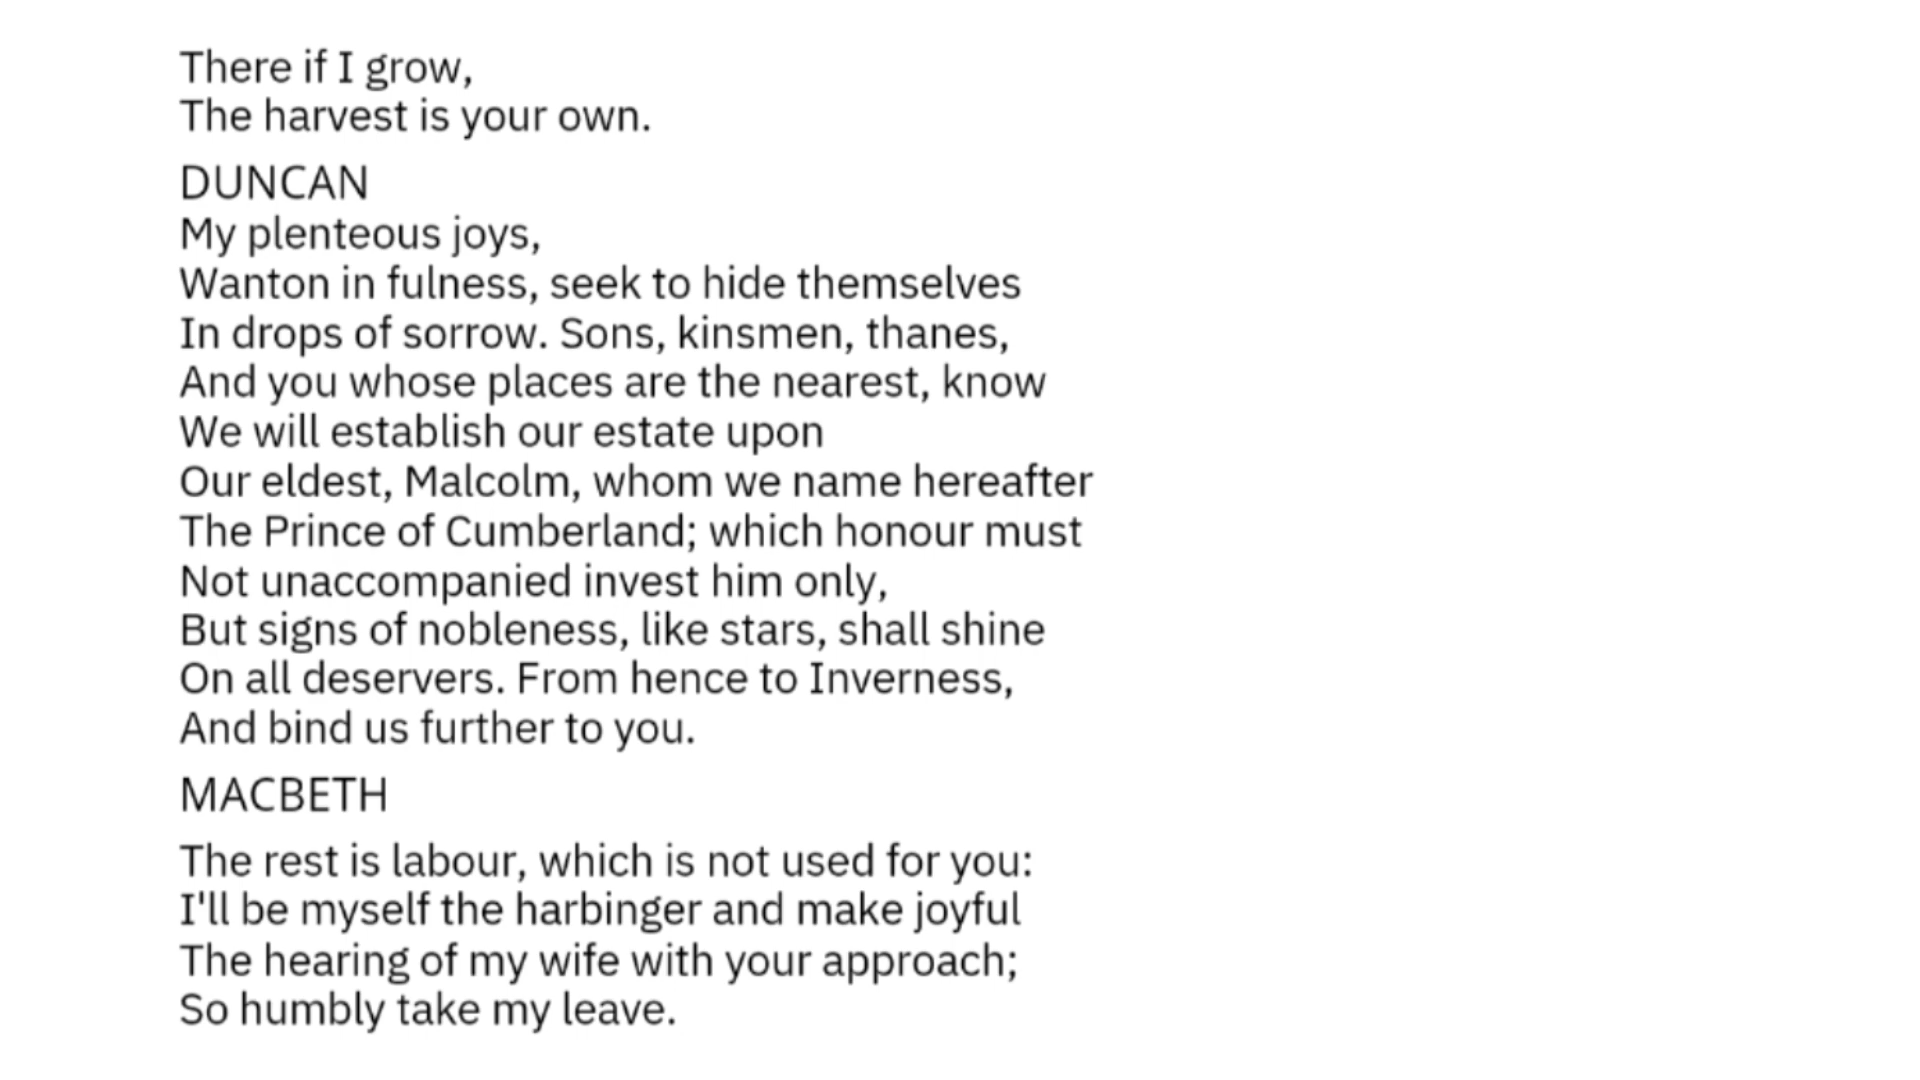 There if I grow,
The harvest is your own.
DUNCAN
My plenteous joys,
Wanton in fulness, seek to hide themselves
In drops of sorrow. Sons, kinsmen, thanes,
And you whose places are the nearest, know
We will establish our estate upon
Our eldest, Malcolm, whom we name hereafter
The Prince of Cumberland; which honour must
Not unaccompanied invest him only,
But signs of nobleness, like stars, shall shine
On all deservers. From hence to Inverness,
And bind us further to you.
MACBETH
The rest is labour, which is not used for you:
I'll be myself the harbinger and make joyful
The hearing of my wife with your approach;
So humbly take my leave.